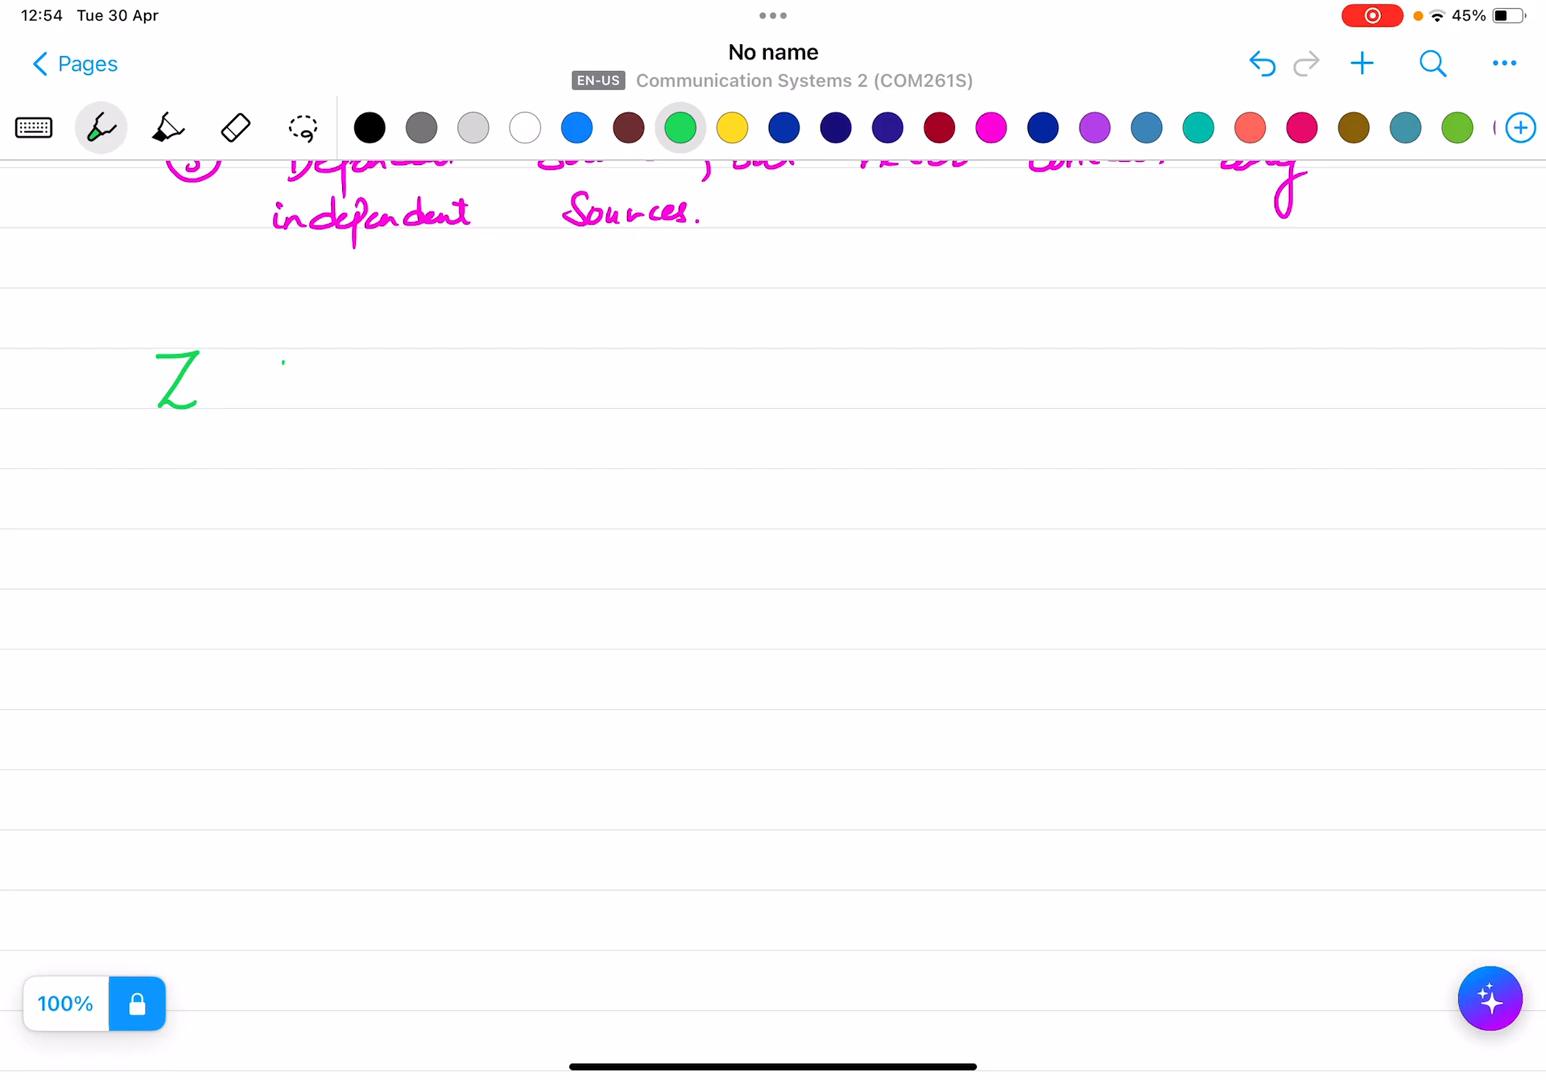 12:54 Tue 30 Apr
45%
Pages
No name
EN-US Communication Systems 2 (COM261S)
independent Sources.
Z
100%